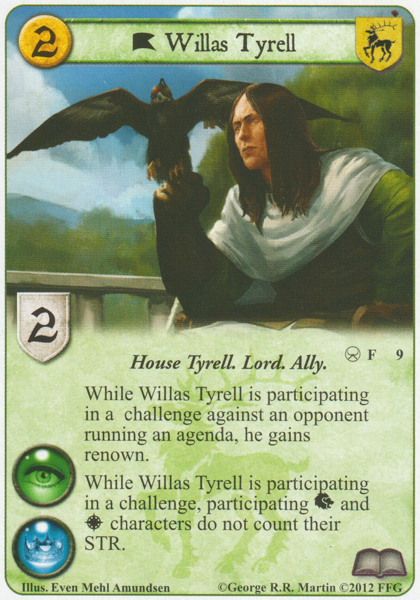 2
Willas Tyrell
2
House Tyrell. Lord. Ally.
F 9
While Willas Tyrell is participating
in a challenge against an opponent
running an agenda, he gains
renown.
While Willas Tyrell is participating
in a challenge, participating and
characters do not count their
STR.
Illus. Even Mehl Amundsen
©George R.R. Martin ©2012 FFG